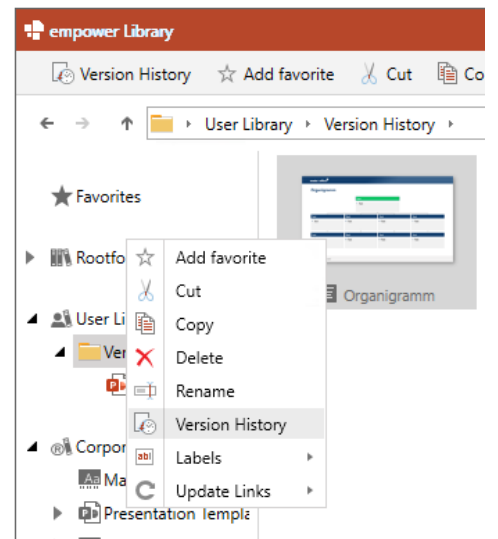 empower Library
Version History Add favorite Cut Co
User Library Version History
Favorites
Rootfo
User Li
Ver
Corpor
Ma
Presentation Templa
Add favorite
Cut
Copy
Delete
Rename
Version History
Labels
Update Links
Organigramm
Organigramm